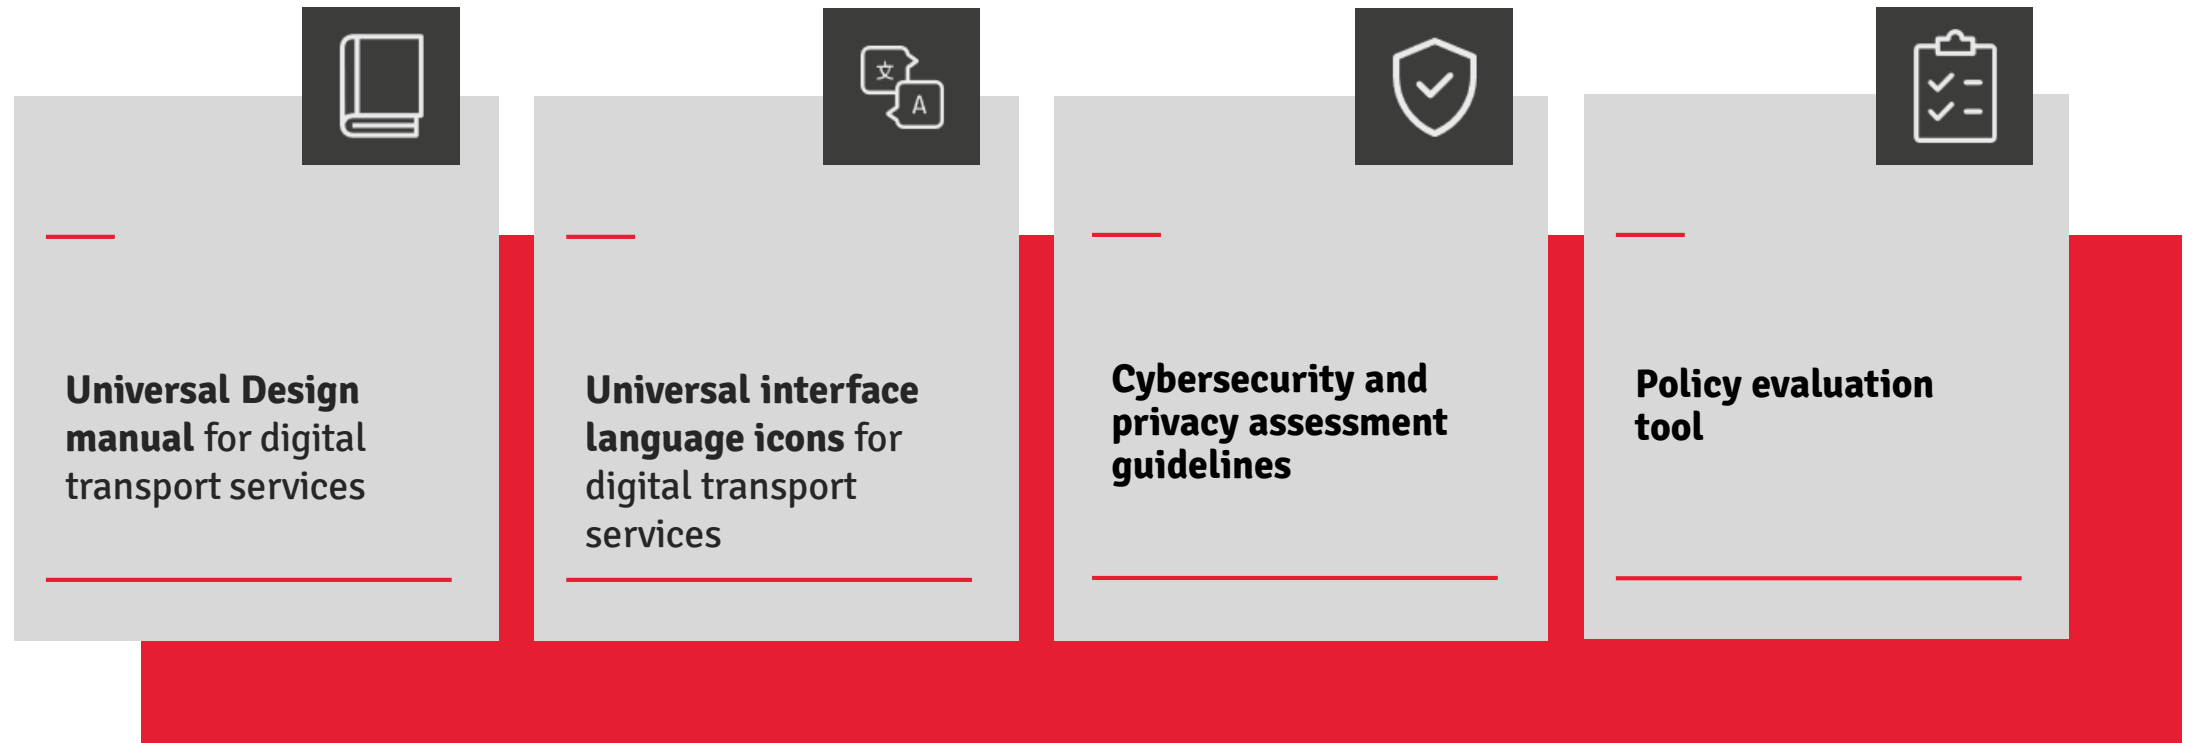 文
A
Universal Design
manual for digital
transport services
Universal interface
language icons for
digital transport
services
Cybersecurity and
privacy assessment
guidelines
Policy evaluation
tool